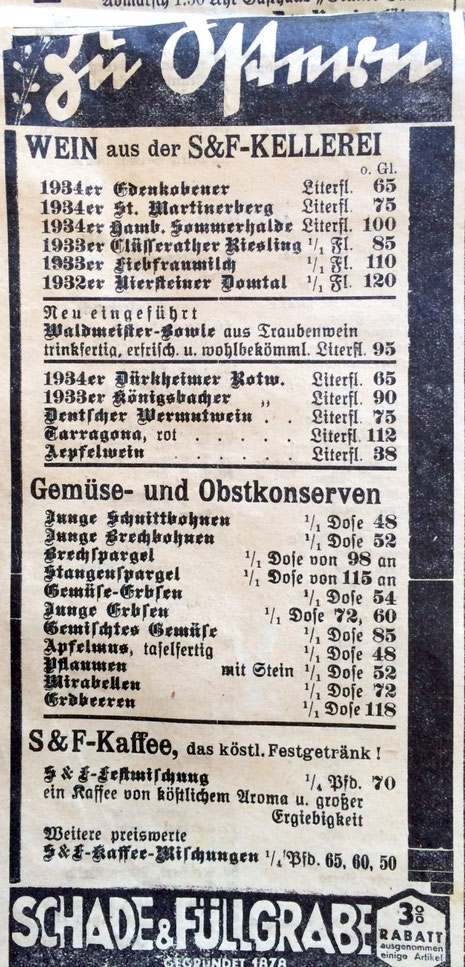 Abmarsch 1.30 Uhr Gasthaus
Zu Ostern
WEIN aus der S&F-KELLEREI
o. Gl.
1934er Edenkobener Literfl. 65
1934er St. Martinerberg Literfl. 75
1934er Hamb. Sommerhalde Literfl. 100
1933er Clüsserather Riesling 1/1 Fl. 85
1933er Liebfraumilch 1/1 Fl. 110
1932er Niersteiner Domtal 1/1 Fl. 120
Neu eingeführt
Waldmeister-Bowle aus Traubenwein
trinkfertig, erfrisch. u. wohlbekömml. Literfl. 95
1934er Dürkheimer Rotw. Literfl. 65
1933er Königsbacher „ Literfl. 90
Deutscher Wermutwein . . Literfl. 75
Tarragona, rot . . . . . . Literfl. 112
Aepfelwein . . . . . . Literfl. 38
Gemüse- und Obstkonserven
Junge Schnittbohnen 1/1 Dose 48
Junge Brechbohnen 1/1 Dose 52
Brechspargel 1/1 Dose von 98 an
Stangenspargel 1/1 Dose von 115 an
Gemüse-Erbsen 1/1 Dose 54
Junge Erbsen 1/1 Dose 72, 60
Gemischtes Gemüse 1/1 Dose 85
Apfelmus, tafelfertig 1/1 Dose 48
Pflaumen mit Stein 1/1 Dose 52
Mirabellen 1/1 Dose 72
Erdbeeren 1/1 Dose 118
S&F-Kaffee, das köstl. Festgetränk!
S&F-Festmischung 1/4 Pfd. 70
ein Kaffee von köstlichem Aroma u. großer
Ergiebigkeit
Weitere preiswerte
S&F-Kaffee-Mischungen 1/4 Pfd. 65, 60, 50
SCHADE & FÜLLGRABE
GEGRÜNDET 1878
3%
RABATT
ausgenommen
einige Artikel